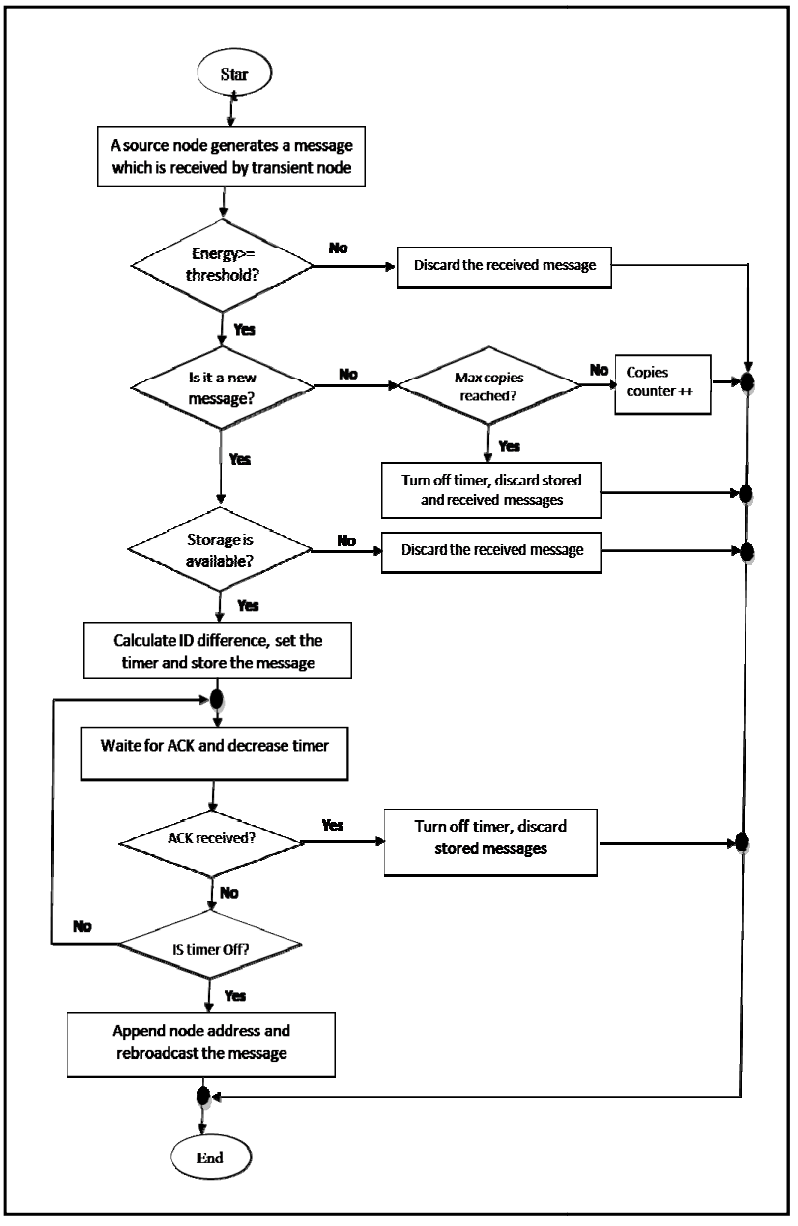 Star
A source node generates a message
which is received by transient node
Energy>=
threshold?
No
Discard the received message
Yes
Is it a new
message?
No
Max copies
reached?
No
Copies
counter ++
Yes
Yes
Turn off timer, discard stored
and received messages
Storage is
available?
No
Discard the received message
Yes
Calculate ID difference, set the
timer and store the message
Waite for ACK and decrease timer
ACK received?
Yes
Turn off timer, discard
stored messages
No
No
IS timer Off?
Yes
Append node address and
rebroadcast the message
End